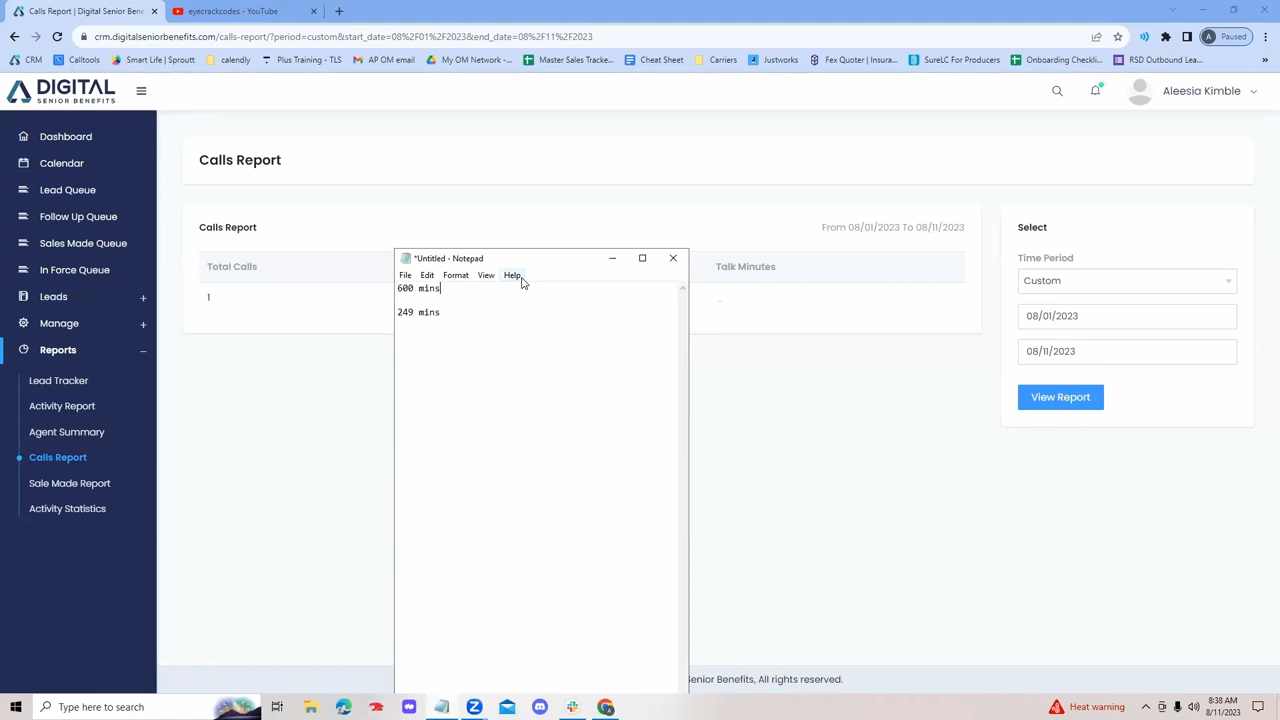 Calls Report | Digital Senior Bene
eyecrackcodes - YouTube
crm.digitalseniorbenefits.com/calls-report/?period=custom&start_date=08%2F01%2F2023&end_date=08%2F11%2F2023
Paused
CRM
Calltools
Smart Life | Sproutt
calendly
Plus Training - TLS
AP OM email
My OM Network -
Master Sales Tracke...
Cheat Sheet
Carriers
Justworks
Fex Quotel | Insura...
SureLC For Producers
Onboarding Checkli...
RSD Outbound Lea...
DIGITAL
SENIOR BENEFITS
Aleesia Kimble
Dashboard
Calendar
Lead Queue
Follow Up Queue
Sales Made Queue
In Force Queue
Leads
Manage
Reports
Lead Tracker
Activity Report
Agent Summary
Calls Report
Sale Made Report
Activity Statistics
Calls Report
Calls Report
From 08/01/2023 To 08/11/2023
Total Calls
Talk Minutes
1
*Untitled - Notepad
File Edit Format View Help
600 mins
249 mins
Select
Time Period
Custom
08/01/2023
08/11/2023
View Report
Senior Benefits, All rights reserved.
Type here to search
Heat warning
8:38 AM
8/11/2023